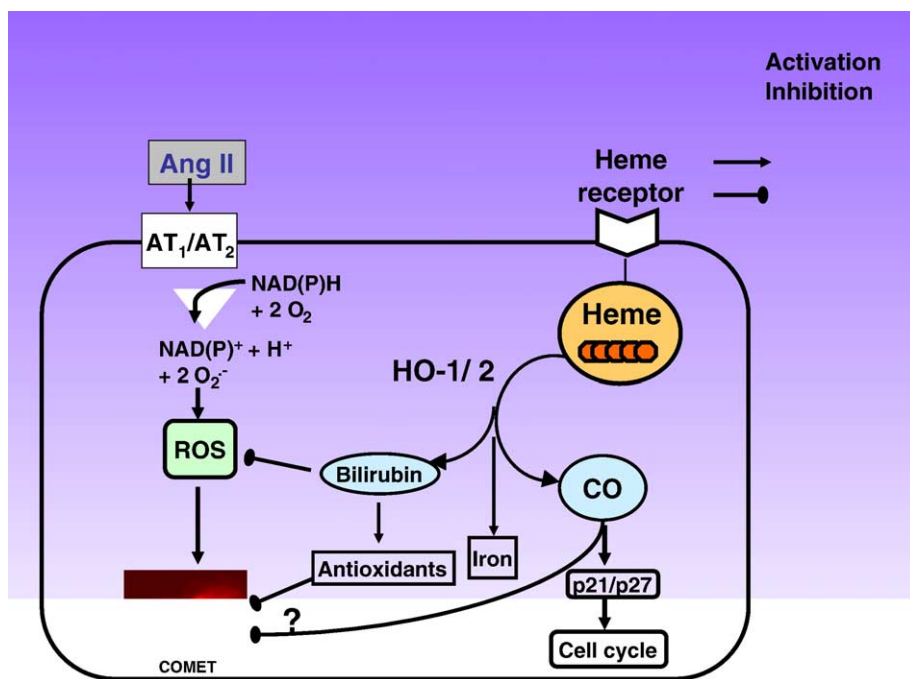 Activation
Inhibition
Ang II
Heme
receptor
AT₁/AT₂
NAD(P)H
+ 2 O₂
Heme
NAD(P)⁺ + H⁺
+ 2 O₂·⁻
HO-1/ 2
ROS
Bilirubin
CO
Antioxidants
Iron
p21/p27
?
Cell cycle
COMET